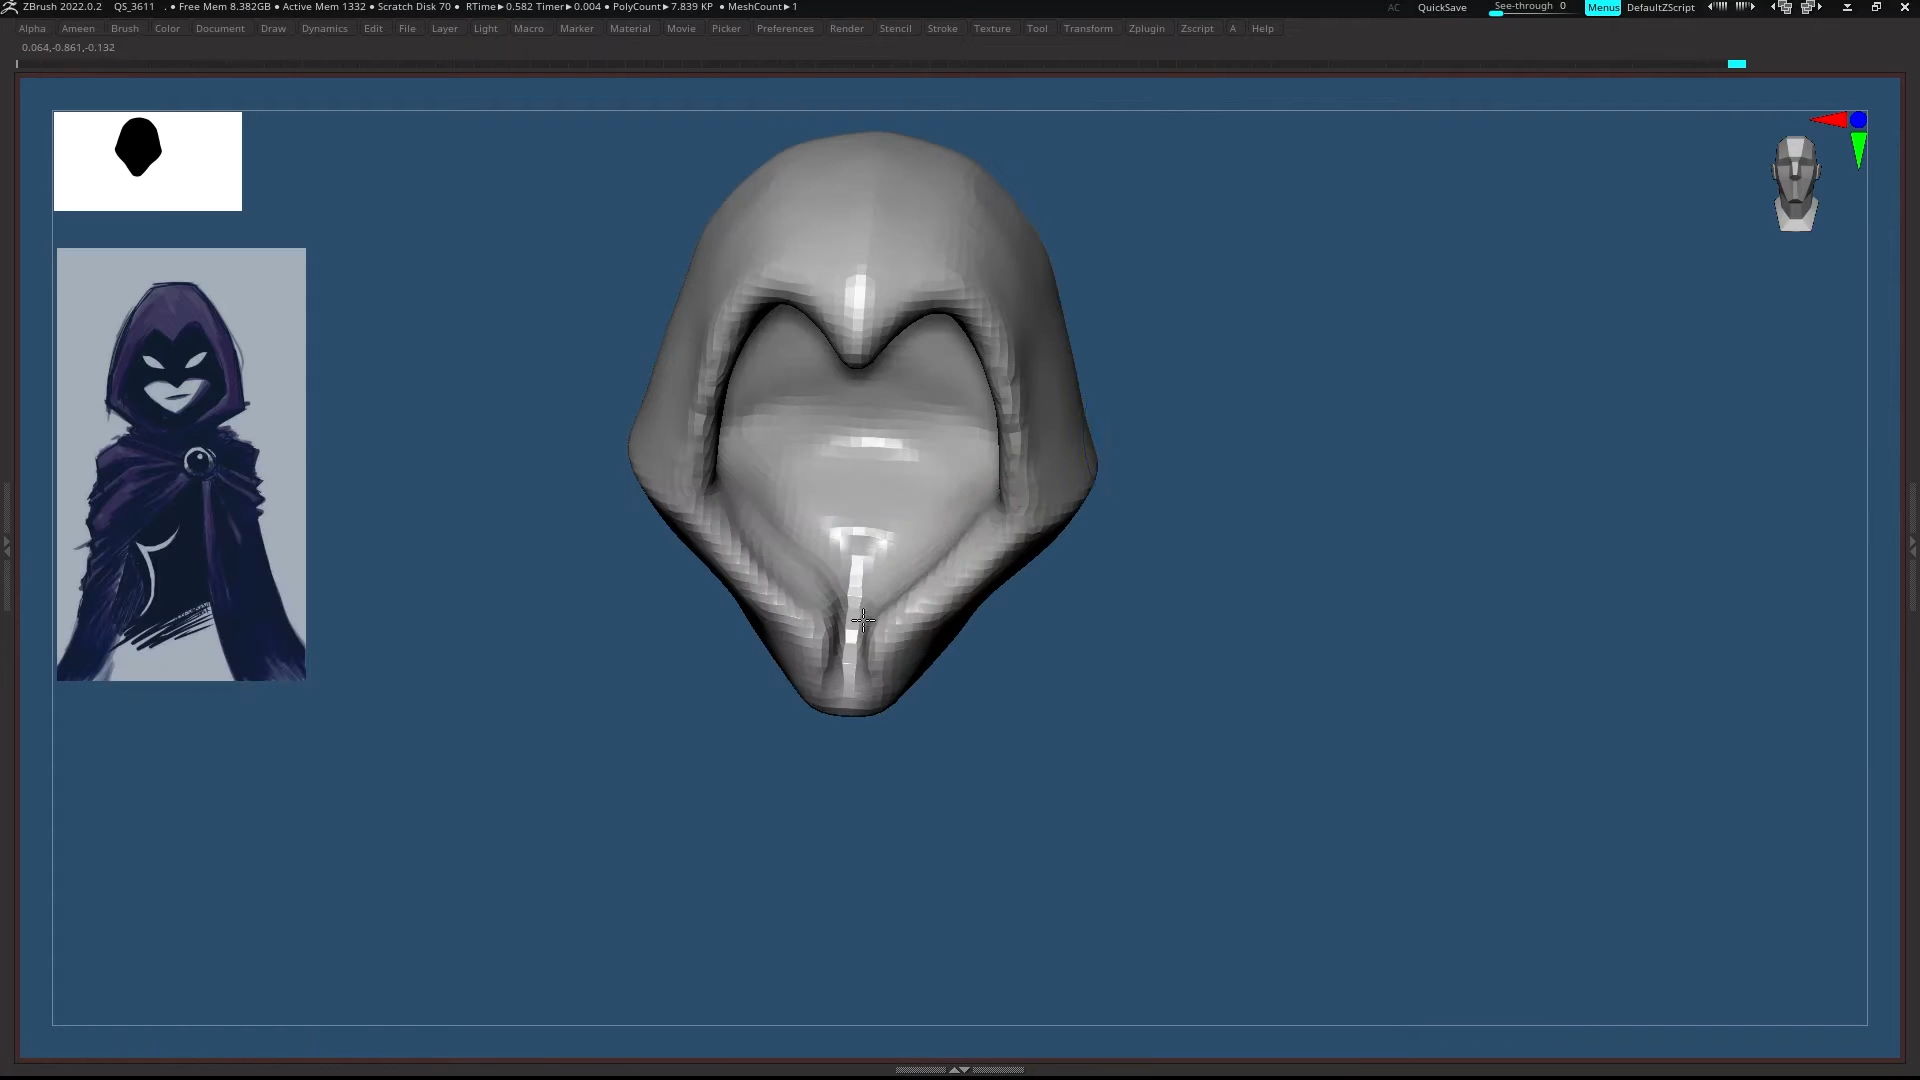 ZBrush 2022.0.2 QS_3611 . • Free Mem 8.382GB • Active Mem 1332 • Scratch Disk 70 • RTime▸0.582 Timer▸0.004 • PolyCount▸7.839 KP • MeshCount▸1 AC QuickSave See-through 0 Menus DefaultZScript
Alpha Ameen Brush Color Document Draw Dynamics Edit File Layer Light Macro Marker Material Movie Picker Preferences Render Stencil Stroke Texture Tool Transform Zplugin Zscript A Help
0.064,-0.861,-0.132